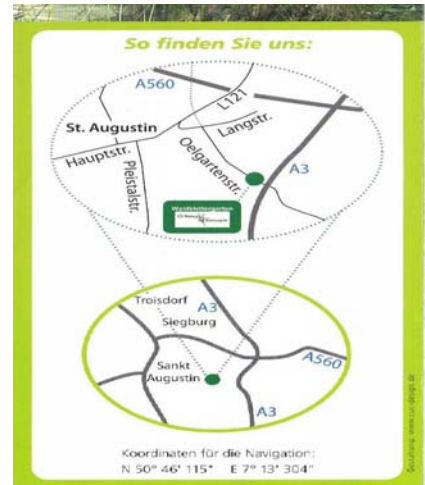 So finden Sie uns:
A560
L121
Langstr.
St. Augustin
Hauptstr.
Pleistalstr.
Oelgartenstr.
A3
Waldklettergarten
Troisdorf
A3
Siegburg
A560
Sankt
Augustin
A3
Koordinaten für die Navigation:
N 50° 46' 115" E 7° 13' 304"